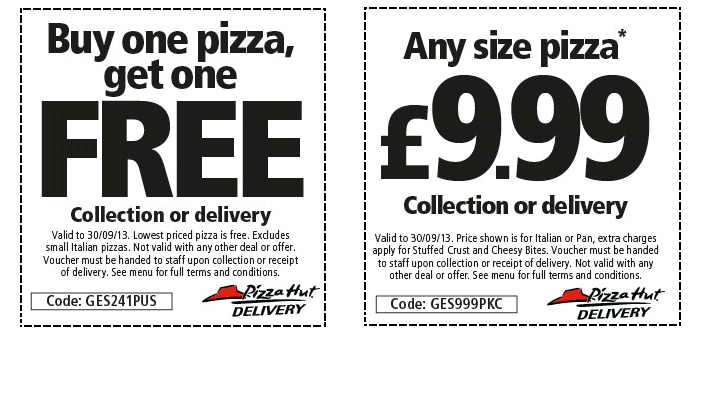 Buy one pizza,
get one
FREE
Collection or delivery
Valid to 30/09/13. Lowest priced pizza is free. Excludes
small Italian pizzas. Not valid with any other deal or offer.
Voucher must be handed to staff upon collection or receipt
of delivery. See menu for full terms and conditions.
Code: GES241PUS
Pizza Hut
DELIVERY
Any size pizza*
£9.99
Collection or delivery
Valid to 30/09/13. Price shown is for Italian or Pan, extra charges
apply for Stuffed Crust and Cheesy Bites. Voucher must be handed
to staff upon collection or receipt of delivery. Not valid with any
other deal or offer. See menu for full terms and conditions.
Code: GES999PKC
Pizza Hut
DELIVERY